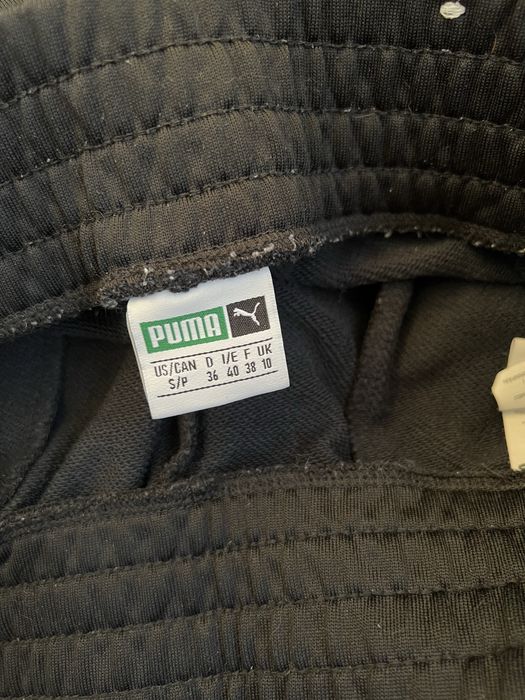 PUMA
US/CAN D I/E F UK
S/P 36 40 38 10